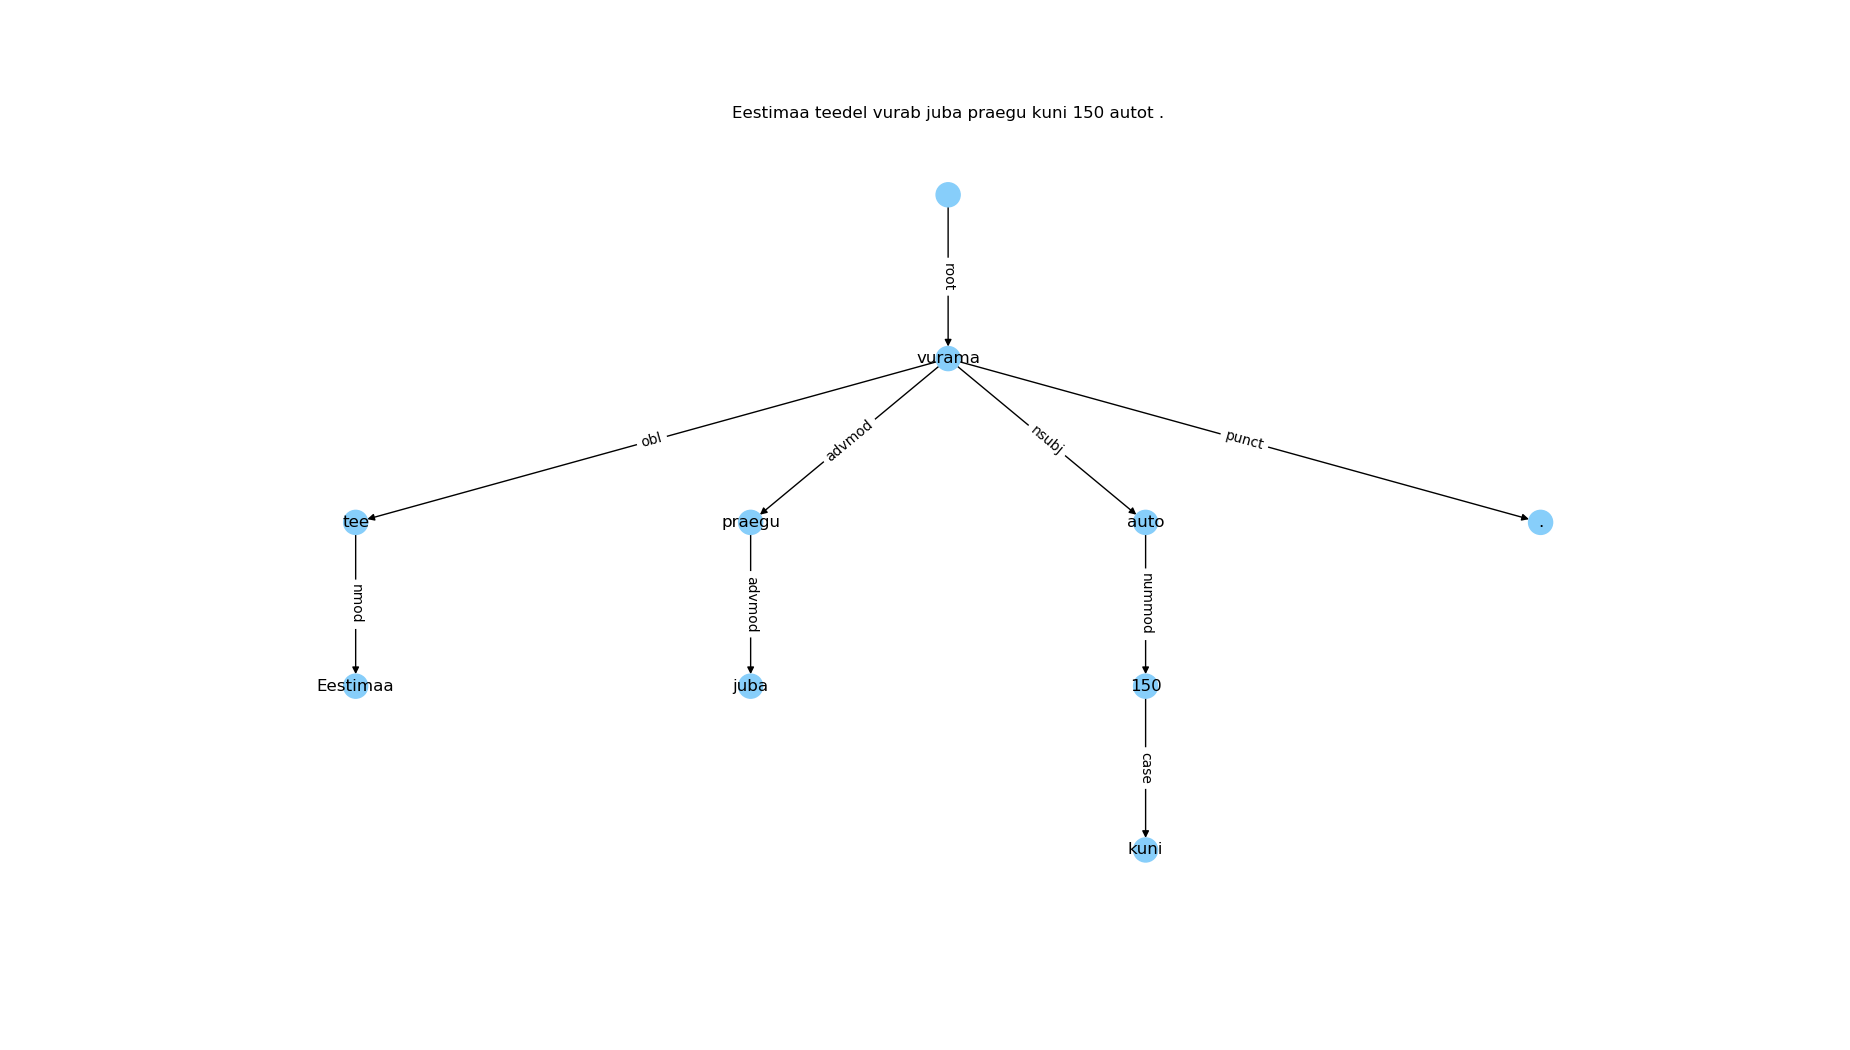 Eestimaa teedel vurab juba praegu kuni 150 autot .
root
vurama
obl
advmod
nsubj
punct
tee
praegu
auto
.
nmod
advmod
nummod
Eestimaa
juba
150
case
kuni